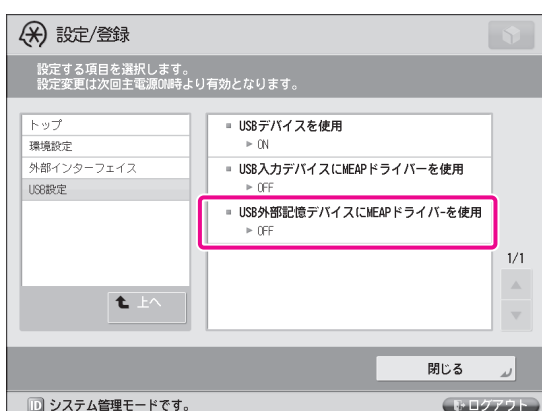 設定/登録
設定する項目を選択します。
設定変更は次回主電源ON時より有効となります。
トップ
環境設定
外部インターフェイス
USB設定
上へ
USBデバイスを使用
ON
USB入力デバイスにMEAPドライバーを使用
OFF
USB外部記憶デバイスにMEAPドライバーを使用
OFF
1/1
閉じる
ID システム管理モードです。
ログアウト